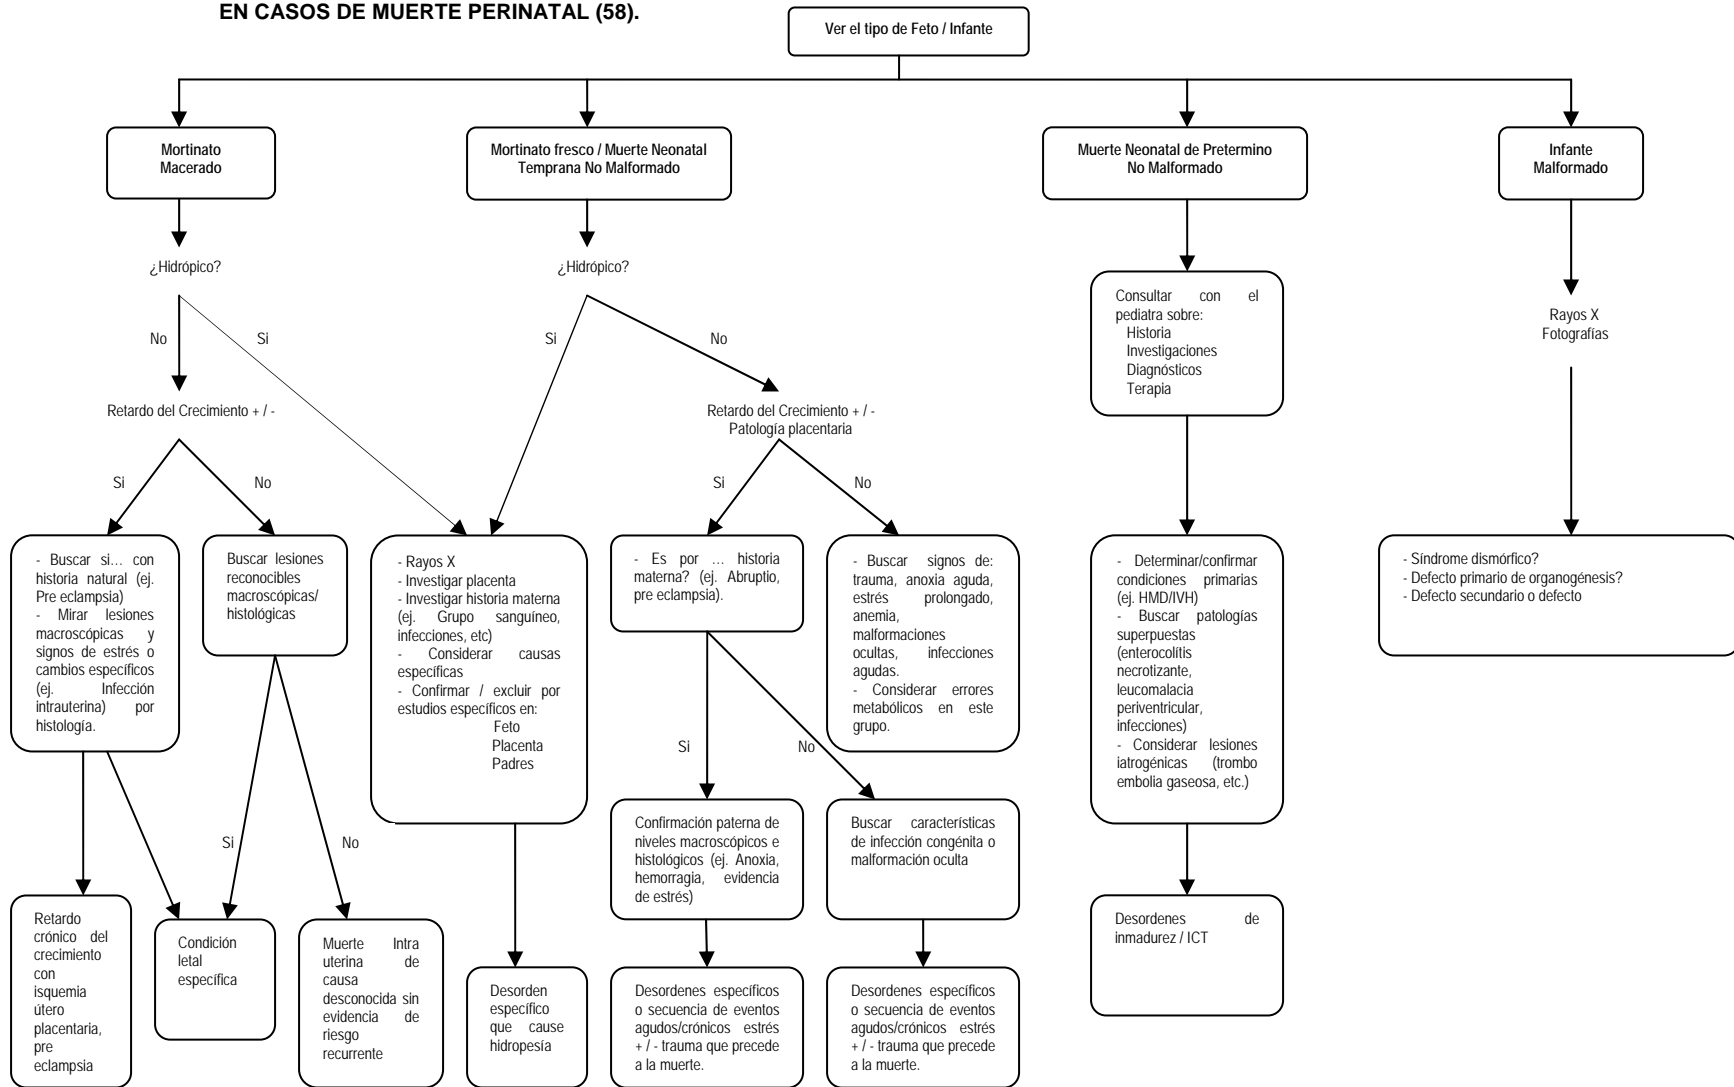 EN CASOS DE MUERTE PERINATAL (58).
Ver el tipo de Feto / Infante
Mortinato
Macerado
Mortinato fresco / Muerte Neonatal
Temprana No Malformado
Muerte Neonatal de Pretermino
No Malformado
Infante
Malformado
¿Hidrópico?
¿Hidrópico?
Consultar con el
pediatra sobre:
Historia
Investigaciones
Diagnósticos
Terapia
Rayos X
Fotografías
No
Si
Si
No
Retardo del Crecimiento + / -
Retardo del Crecimiento + / -
Patología placentaria
Si
No
Si
No
- Buscar si... con
historia natural (ej.
Pre eclampsia)
- Mirar lesiones
macroscópicas y
signos de estrés o
cambios específicos
(ej. Infección
intrauterina) por
histología.
Buscar lesiones
reconocibles
macroscópicas/
histológicas
- Rayos X
- Investigar placenta
- Investigar historia materna
(ej. Grupo sanguíneo,
infecciones, etc)
- Considerar causas
específicas
- Confirmar / excluir por
estudios específicos en:
Feto
Placenta
Padres
- Es por ... historia
materna? (ej. Abruptio,
pre eclampsia).
- Buscar signos de:
trauma, anoxia aguda,
estrés prolongado,
anemia,
malformaciones
ocultas, infecciones
agudas.
- Considerar errores
metabólicos en este
grupo.
- Determinar/confirmar
condiciones primarias
(ej. HMD/IVH)
- Buscar patologías
superpuestas
(enterocolítis
necrotizante,
leucomalacia
periventricular,
infecciones)
- Considerar lesiones
iatrogénicas (trombo
embolia gaseosa, etc.)
- Síndrome dismórfico?
- Defecto primario de organogénesis?
- Defecto secundario o defecto
Si
No
Si
No
Confirmación paterna de
niveles macroscópicos e
histológicos (ej. Anoxia,
hemorragia, evidencia
de estrés)
Buscar características
de infección congénita o
malformación oculta
Retardo
crónico del
crecimiento
con
isquemia
útero
placentaria,
pre
eclampsia
Condición
letal
específica
Muerte Intra
uterina de
causa
desconocida sin
evidencia de
riesgo
recurrente
Desorden
específico
que cause
hidropesía
Desordenes específicos
o secuencia de eventos
agudos/crónicos estrés
+ / - trauma que precede
a la muerte.
Desordenes específicos
o secuencia de eventos
agudos/crónicos estrés
+ / - trauma que precede
a la muerte.
Desordenes de
inmadurez / ICT